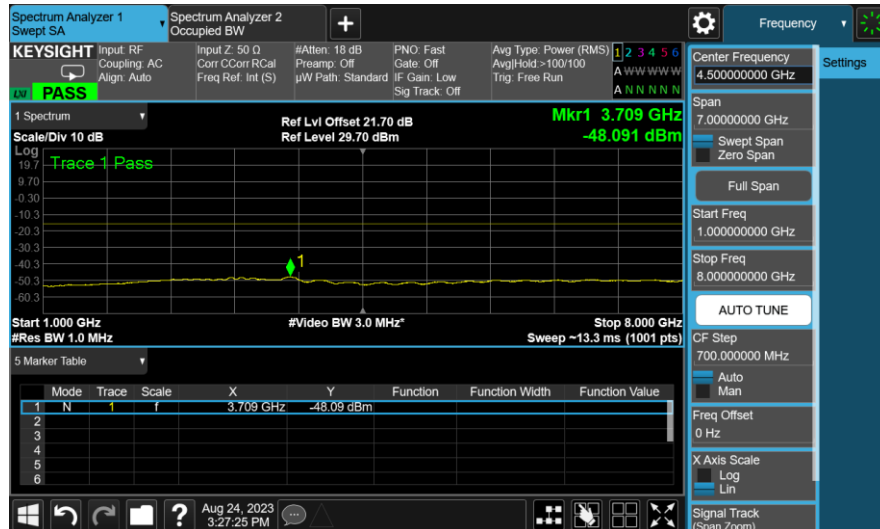 Spectrum Analyzer 1
Swept SA
Spectrum Analyzer 2
Occupied BW
+
Frequency
KEYSIGHT
Input: RF
Coupling: AC
Align: Auto
Input Z: 50 Ω
Corr CCorr RCal
Freq Ref: Int (S)
#Atten: 18 dB
Preamp: Off
µW Path: Standard
PNO: Fast
Gate: Off
IF Gain: Low
Sig Track: Off
Avg Type: Power (RMS)
Avg|Hold:>100/100
Trig: Free Run
1 2 3 4 5 6
A W W W W W
A N N N N N
LXI PASS
1 Spectrum
Scale/Div 10 dB
Ref Lvl Offset 21.70 dB
Ref Level 29.70 dBm
Mkr1 3.709 GHz
-48.091 dBm
Log
Trace 1 Pass
19.7
9.70
-0.30
-10.3
-20.3
-30.3
-40.3
-50.3
-60.3
1
Start 1.000 GHz
#Res BW 1.0 MHz
#Video BW 3.0 MHz*
Stop 8.000 GHz
Sweep ~13.3 ms (1001 pts)
5 Marker Table
Mode Trace Scale X Y Function Function Width Function Value
1 N 1 f 3.709 GHz -48.09 dBm
2
3
4
5
6
Aug 24, 2023
3:27:25 PM
?
Center Frequency
4.500000000 GHz
Settings
Span
7.00000000 GHz
Swept Span
Zero Span
Full Span
Start Freq
1.000000000 GHz
Stop Freq
8.000000000 GHz
AUTO TUNE
CF Step
700.000000 MHz
Auto
Man
Freq Offset
0 Hz
X Axis Scale
Log
Lin
Signal Track
(Span Zoom)